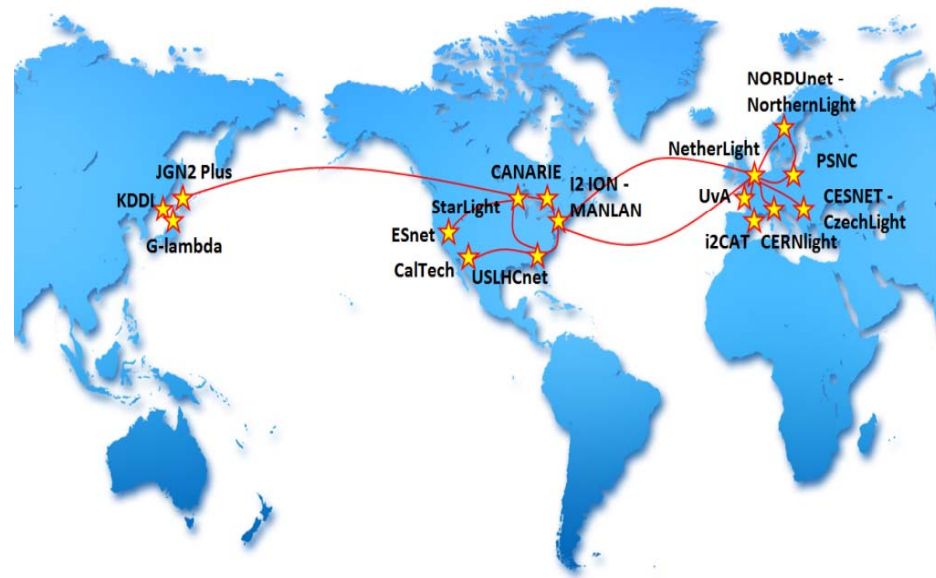 NORDUnet -
NorthernLight
NetherLight
PSNC
JGN2 Plus
CANARIE
I2 ION -
MANLAN
KDDI
StarLight
UvA
CESNET -
CzechLight
G-lambda
ESnet
i2CAT
CERNlight
CalTech
USLHCnet